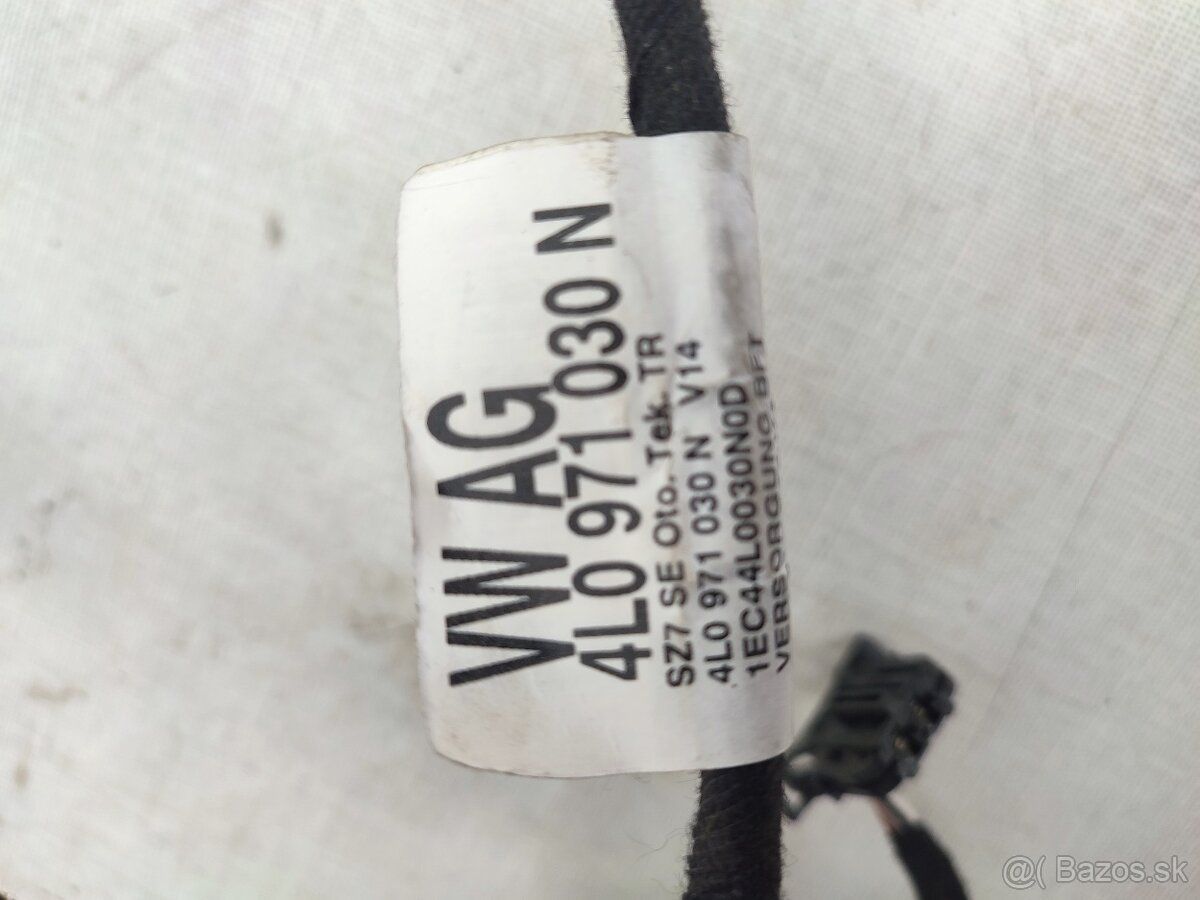 VW AG
4L0 971 030 N
SZ7 SE Oto. Tek. TR
4L0 971 030 N V14
1EC44L0030N0D
VERSORGUNG.BFT
@( Bazos.sk